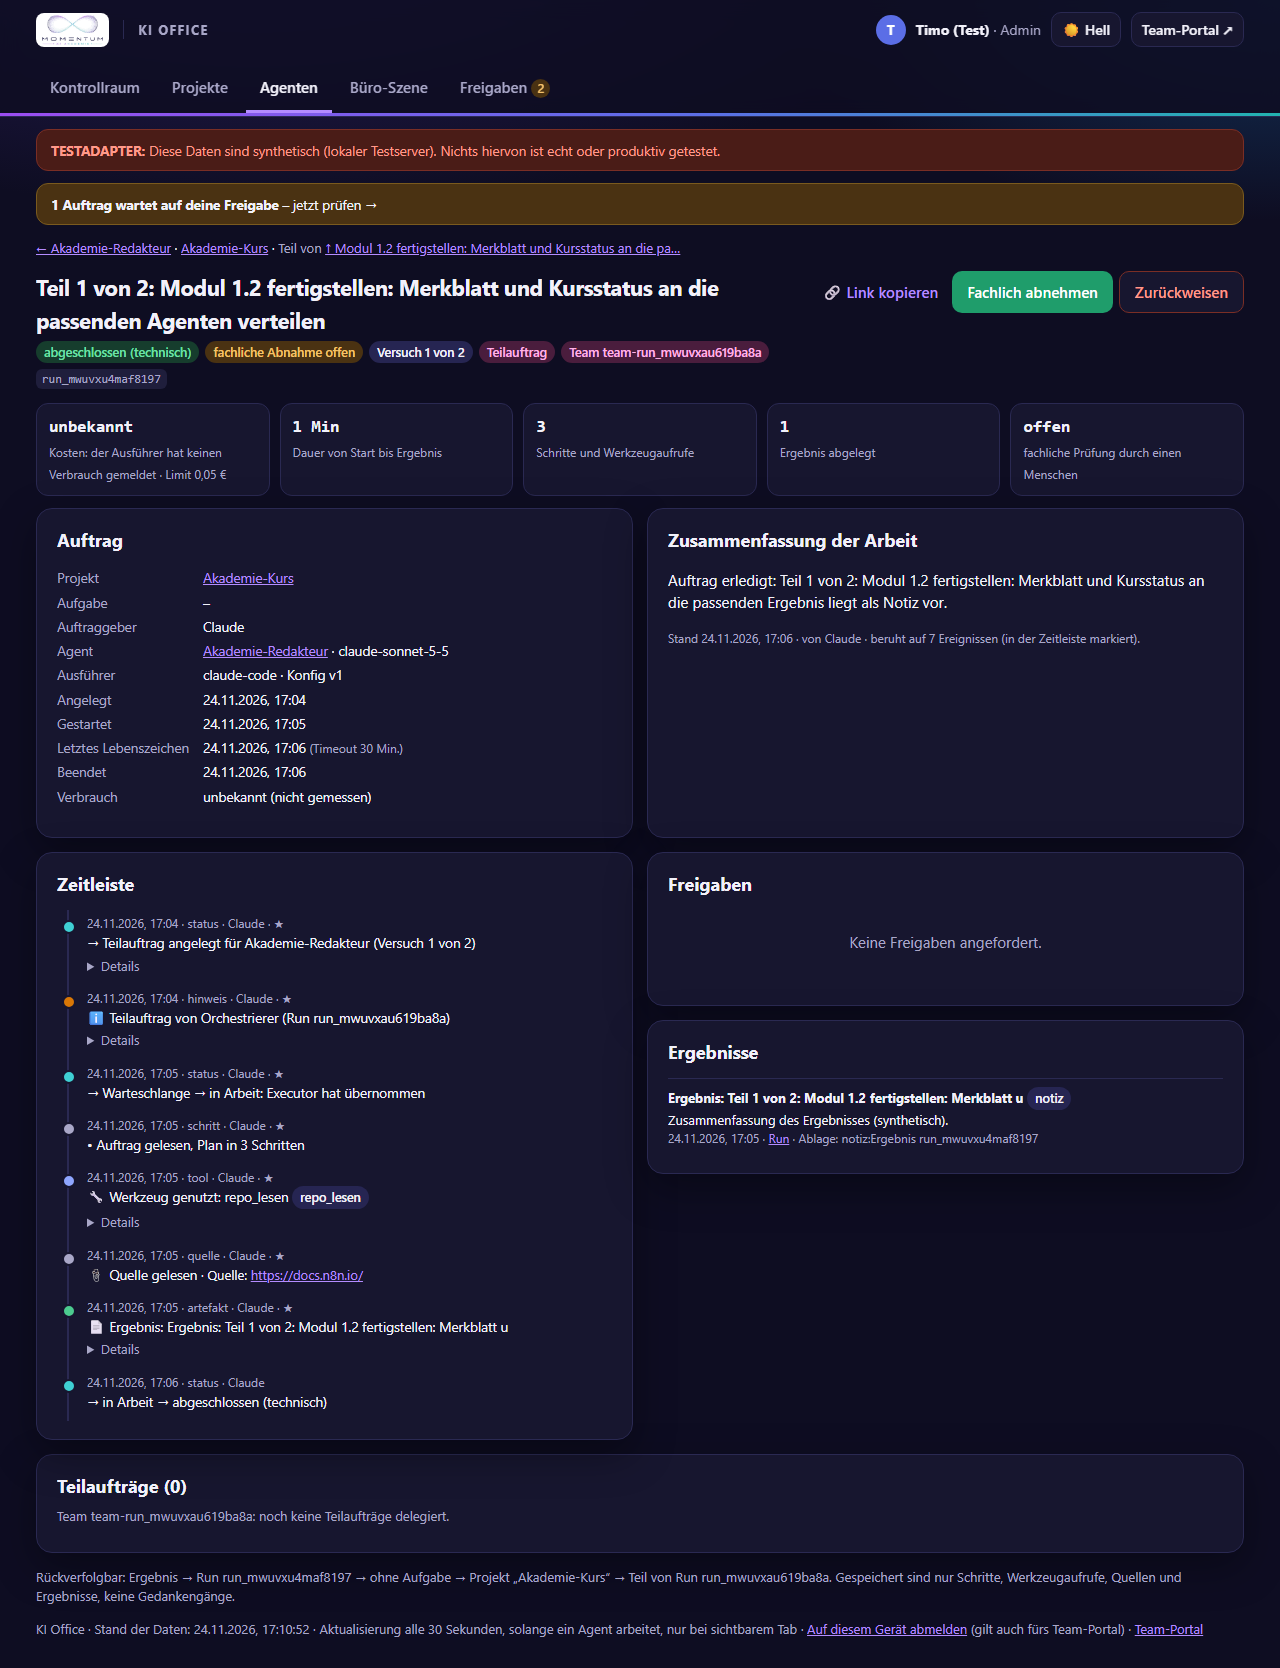 MOMENTUM
KI OFFICE
T Timo (Test) · Admin
Hell
Team-Portal ↗
Kontrollraum
Projekte
Agenten
Büro-Szene
Freigaben 2
TESTADAPTER: Diese Daten sind synthetisch (lokaler Testserver). Nichts hiervon ist echt oder produktiv getestet.
1 Auftrag wartet auf deine Freigabe – jetzt prüfen →
← Akademie-Redakteur · Akademie-Kurs · Teil von ↑ Modul 1.2 fertigstellen: Merkblatt und Kursstatus an die pa…
Teil 1 von 2: Modul 1.2 fertigstellen: Merkblatt und Kursstatus an die
passenden Agenten verteilen
Link kopieren
Fachlich abnehmen
Zurückweisen
abgeschlossen (technisch) fachliche Abnahme offen Versuch 1 von 2 Teilauftrag Team team-run_mwuvxau619ba8a
run_mwuvxu4maf8197
unbekannt
Kosten: der Ausführer hat keinen
Verbrauch gemeldet · Limit 0,05 €
1 Min
Dauer von Start bis Ergebnis
3
Schritte und Werkzeugaufrufe
1
Ergebnis abgelegt
offen
fachliche Prüfung durch einen
Menschen
Auftrag
Projekt Akademie-Kurs
Aufgabe –
Auftraggeber Claude
Agent Akademie-Redakteur · claude-sonnet-5-5
Ausführer claude-code · Konfig v1
Angelegt 24.11.2026, 17:04
Gestartet 24.11.2026, 17:05
Letztes Lebenszeichen 24.11.2026, 17:06 (Timeout 30 Min.)
Beendet 24.11.2026, 17:06
Verbrauch unbekannt (nicht gemessen)
Zusammenfassung der Arbeit
Auftrag erledigt: Teil 1 von 2: Modul 1.2 fertigstellen: Merkblatt und Kursstatus an
die passenden Ergebnis liegt als Notiz vor.
Stand 24.11.2026, 17:06 · von Claude · beruht auf 7 Ereignissen (in der Zeitleiste markiert).
Zeitleiste
24.11.2026, 17:04 · status · Claude · ★
→ Teilauftrag angelegt für Akademie-Redakteur (Versuch 1 von 2)
▶ Details
24.11.2026, 17:04 · hinweis · Claude · ★
ℹ️ Teilauftrag von Orchestrierer (Run run_mwuvxau619ba8a)
▶ Details
24.11.2026, 17:05 · status · Claude · ★
→ Warteschlange → in Arbeit: Executor hat übernommen
24.11.2026, 17:05 · schritt · Claude · ★
• Auftrag gelesen, Plan in 3 Schritten
24.11.2026, 17:05 · tool · Claude · ★
Werkzeug genutzt: repo_lesen repo_lesen
▶ Details
24.11.2026, 17:05 · quelle · Claude · ★
Quelle gelesen · Quelle: https://docs.n8n.io/
24.11.2026, 17:05 · artefakt · Claude · ★
Ergebnis: Ergebnis: Teil 1 von 2: Modul 1.2 fertigstellen: Merkblatt u
▶ Details
24.11.2026, 17:06 · status · Claude
→ in Arbeit → abgeschlossen (technisch)
Freigaben
Keine Freigaben angefordert.
Ergebnisse
Ergebnis: Teil 1 von 2: Modul 1.2 fertigstellen: Merkblatt u notiz
Zusammenfassung des Ergebnisses (synthetisch).
24.11.2026, 17:05 · Run · Ablage: notiz:Ergebnis run_mwuvxu4maf8197
Teilaufträge (0)
Team team-run_mwuvxau619ba8a: noch keine Teilaufträge delegiert.
Rückverfolgbar: Ergebnis → Run run_mwuvxu4maf8197 → ohne Aufgabe → Projekt „Akademie-Kurs“ → Teil von Run run_mwuvxau619ba8a. Gespeichert sind nur Schritte, Werkzeugaufrufe, Quellen und
Ergebnisse, keine Gedankengänge.
KI Office · Stand der Daten: 24.11.2026, 17:10:52 · Aktualisierung alle 30 Sekunden, solange ein Agent arbeitet, nur bei sichtbarem Tab · Auf diesem Gerät abmelden (gilt auch fürs Team-Portal) · Team-Portal